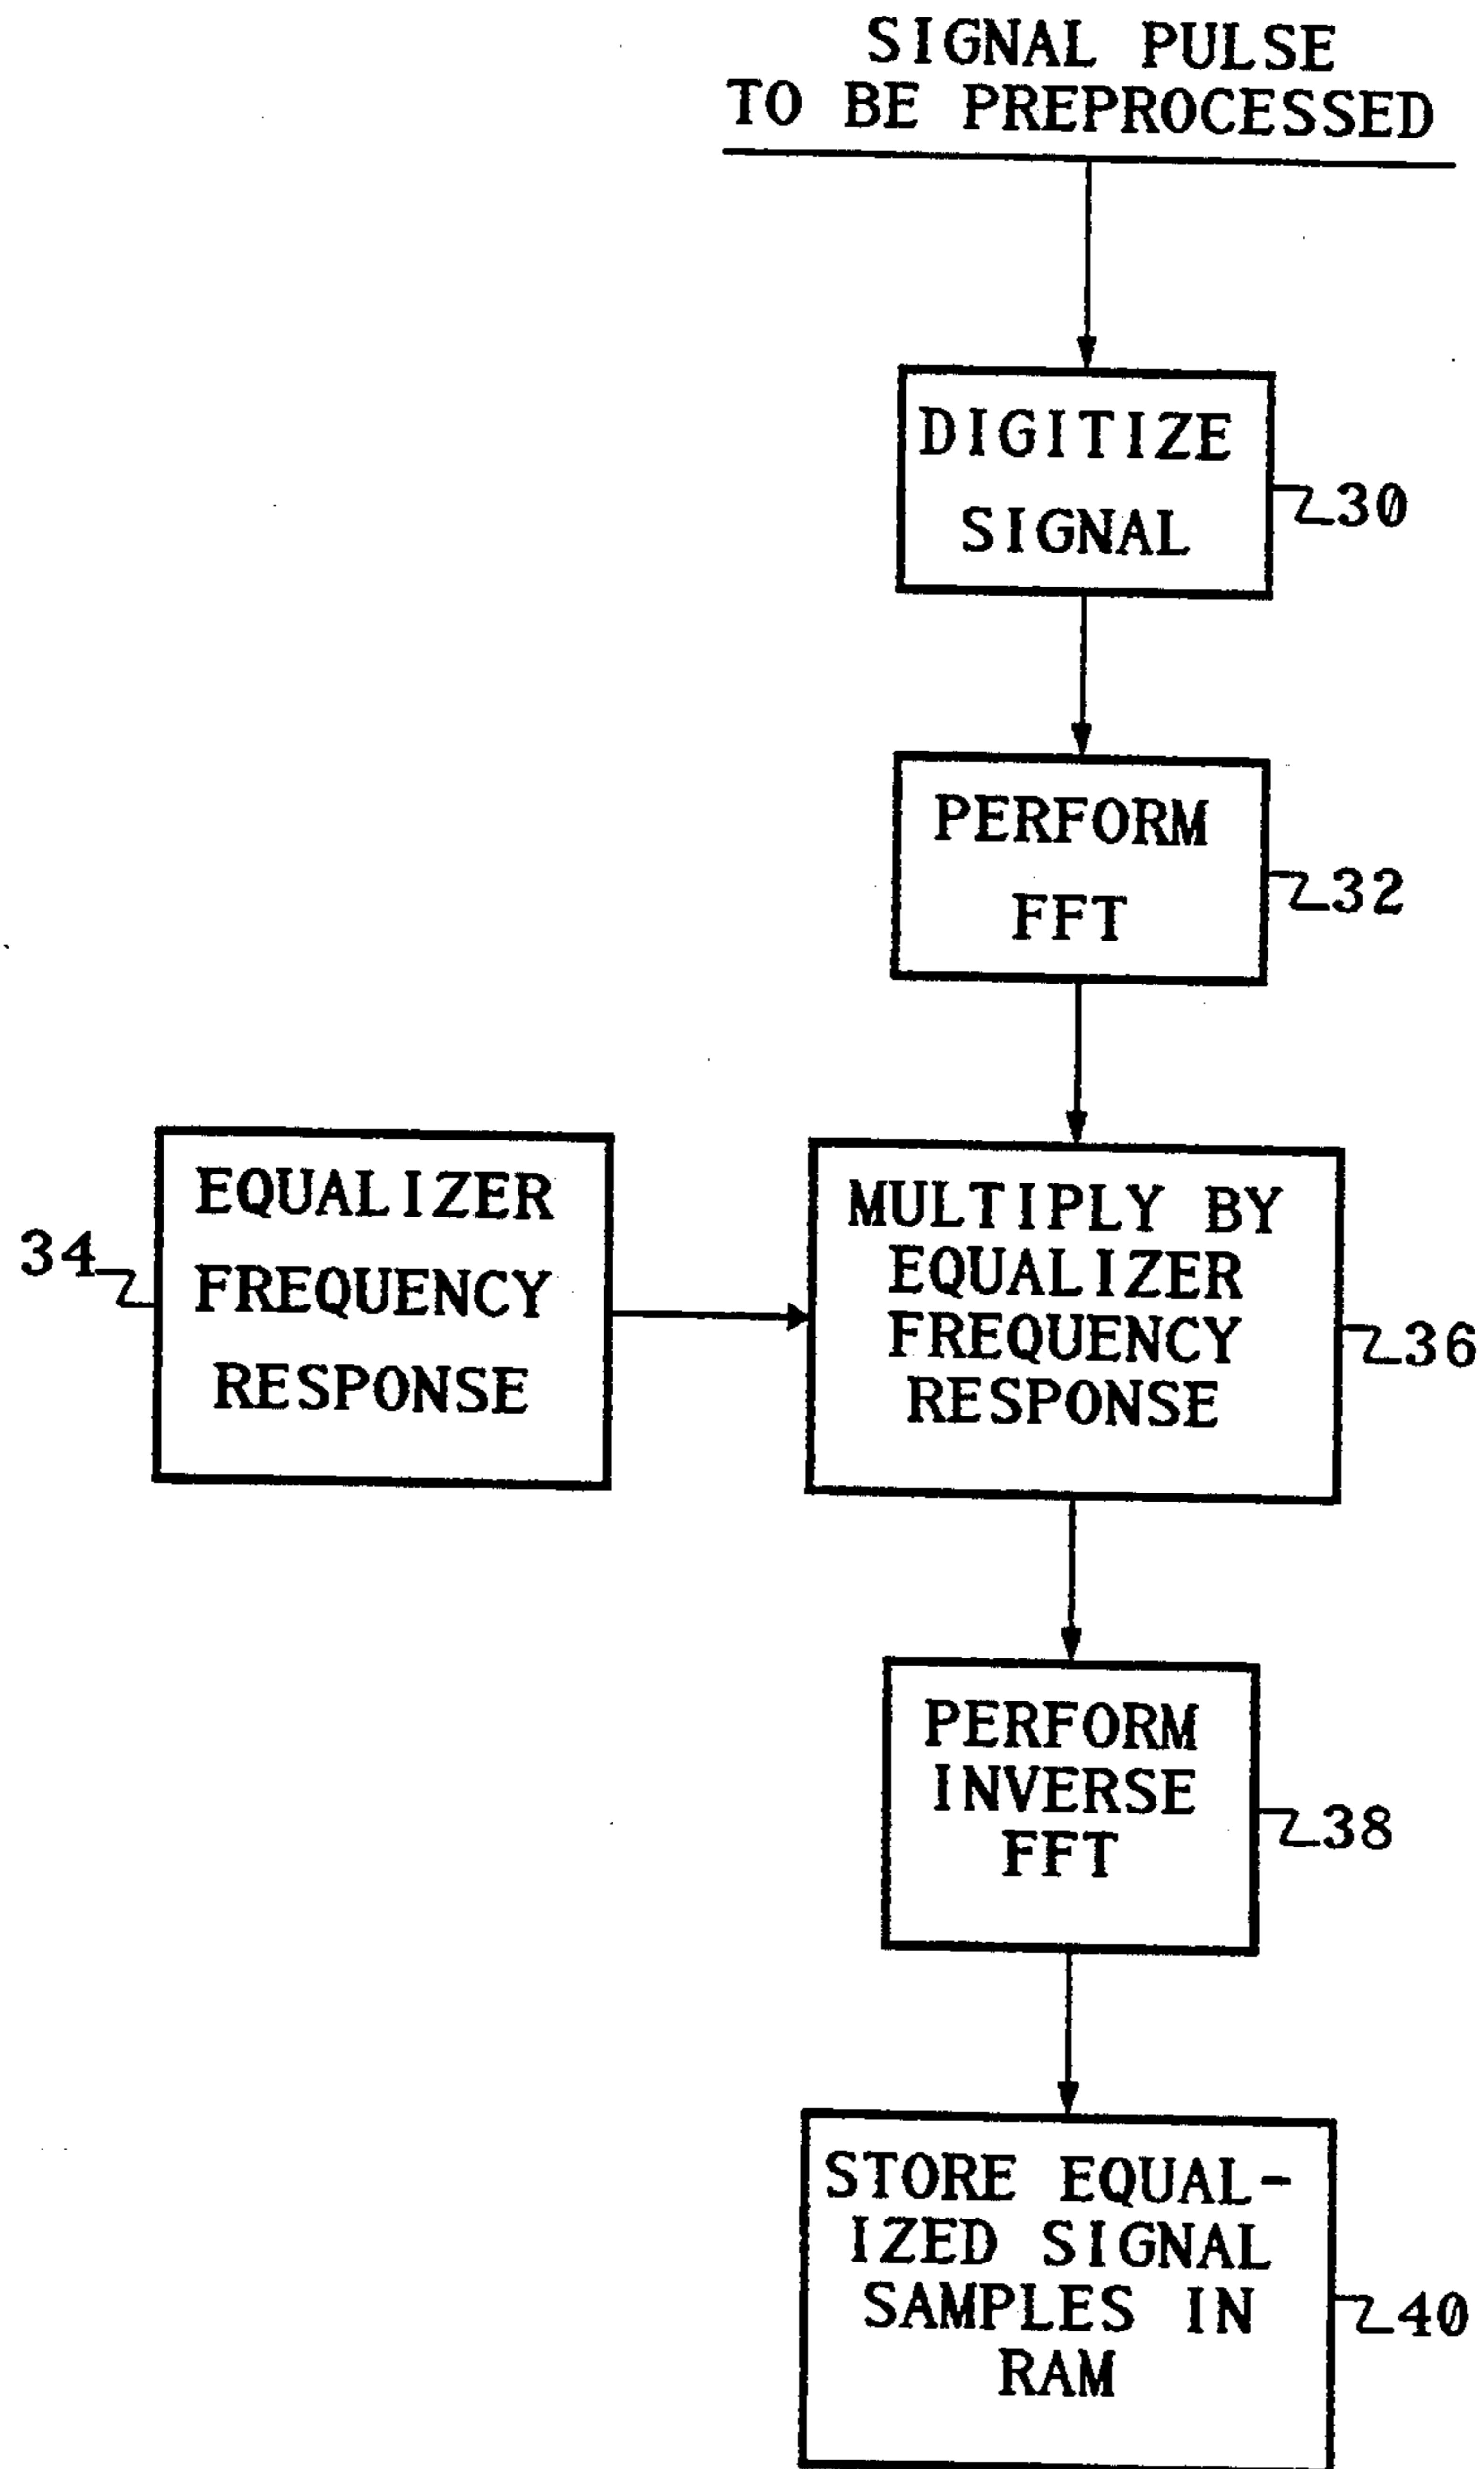 SIGNAL PULSE
TO BE PREPROCESSED
DIGITIZE
SIGNAL
30
PERFORM
FFT
32
EQUALIZER
FREQUENCY
RESPONSE
34
MULTIPLY BY
EQUALIZER
FREQUENCY
RESPONSE
36
PERFORM
INVERSE
FFT
38
STORE EQUAL-
IZED SIGNAL
SAMPLES IN
RAM
40